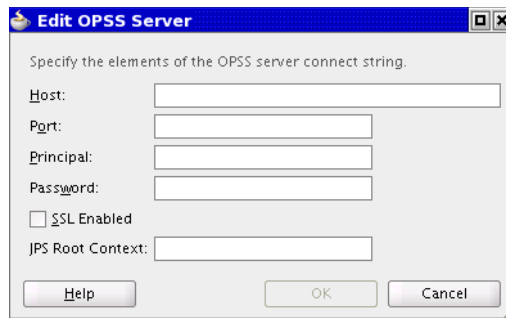 Edit OPSS Server
Specify the elements of the OPSS server connect string.
Host:
Port:
Principal:
Password:
SSL Enabled
JPS Root Context:
Help OK Cancel